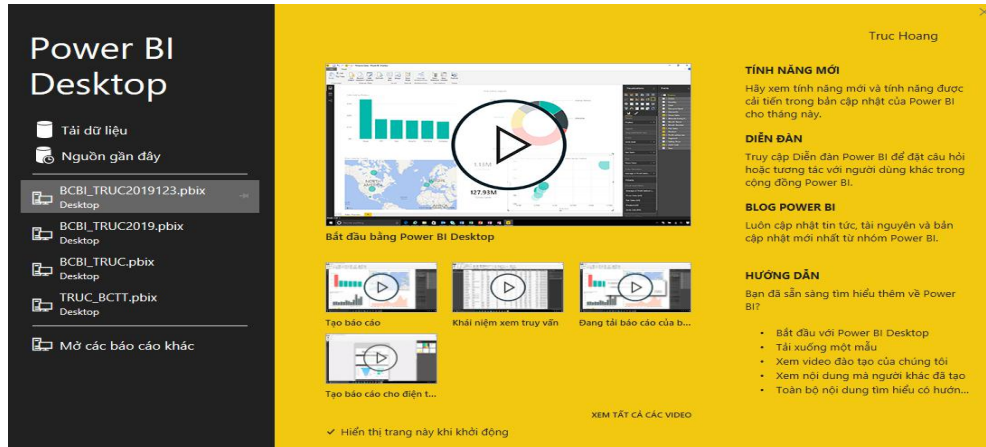 Power BI
Desktop
Tải dữ liệu
Nguồn gần đây
BCBI_TRUC2019123.pbix
Desktop
BCBI_TRUC2019.pbix
Desktop
BCBI_TRUC.pbix
Desktop
TRUC_BCTT.pbix
Desktop
Mở các báo cáo khác
127.93M
Bắt đầu bằng Power BI Desktop
Tạo báo cáo
Khái niệm xem truy vấn
Đang tải báo cáo của b...
Tạo báo cáo cho điện t...
XEM TẤT CẢ CÁC VIDEO
Hiển thị trang này khi khởi động
Truc Hoang
TÍNH NĂNG MỚI
Hãy xem tính năng mới và tính năng được
cải tiến trong bản cập nhật của Power BI
cho tháng này.
DIỄN ĐÀN
Truy cập Diễn đàn Power BI để đặt câu hỏi
hoặc tương tác với người dùng khác trong
cộng đồng Power BI.
BLOG POWER BI
Luôn cập nhật tin tức, tài nguyên và bản
cập nhật mới nhất từ nhóm Power BI.
HƯỚNG DẪN
Bạn đã sẵn sàng tìm hiểu thêm về Power
BI?
• Bắt đầu với Power BI Desktop
• Tải xuống một mẫu
• Xem video đào tạo của chúng tôi
• Xem nội dung mà người khác đã tạo
• Toàn bộ nội dung tìm hiểu có hướn...